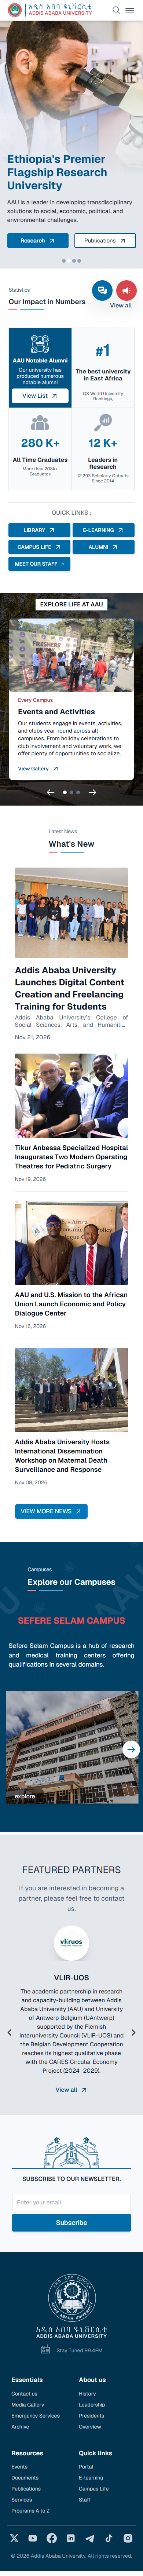 አዲስ አበባ ዩኒቨርሲቲ
ADDIS ABABA UNIVERSITY
Ethiopia's Premier
Flagship Research
University
AAU is a leader in developing transdisciplinary
solutions to social, economic, political, and
environmental challenges.
Research
Publications
Statistics
Our Impact in Numbers
View all
AAU Notable Alumni
Our university has
produced numerous
notable alumni
View List
#1
The best university
in East Africa
US World University
Rankings,
280 K+
All Time Graduates
More than 208k+
Graduates
12 K+
Leaders in
Research
12,293 Scholarly Outputs
Since 2014
QUICK LINKS :
LIBRARY
E-LEARNING
CAMPUS LIFE
ALUMNI
MEET OUR STAFF
EXPLORE LIFE AT AAU
Every Campus
Events and Activities
Our students engage in events, activities,
and clubs year-round across all
campuses. From holiday celebrations to
club involvement and voluntary work, we
offer plenty of opportunities to socialize.
View Gallery
Latest News
What's New
Addis Ababa University
Launches Digital Content
Creation and Freelancing
Training for Students
Addis Ababa University's College of
Social Sciences, Arts, and Humaniti...
Nov 21, 2026
Tikur Anbessa Specialized Hospital
Inaugurates Two Modern Operating
Theatres for Pediatric Surgery
Nov 19, 2026
AAU and U.S. Mission to the African
Union Launch Economic and Policy
Dialogue Center
Nov 16, 2026
Addis Ababa University Hosts
International Dissemination
Workshop on Maternal Death
Surveillance and Response
Nov 08, 2026
VIEW MORE NEWS
Campuses
Explore our Campuses
SEFERE SELAM CAMPUS
Sefere Selam Campus is a hub of research
and medical training centers offering
qualifications in several domains.
explore
FEATURED PARTNERS
If you are interested in becoming a
partner, please feel free to contact
us.
vliruos
VLIR-UOS
The academic partnership in research
and capacity-building between Addis
Ababa University (AAU) and University
of Antwerp Belgium (UAntwerp)
supported by the Flemish
Interuniversity Council (VLIR-UOS) and
the Belgian Development Cooperation
reaches its highest evaluative phase
with the CARES Circular Economy
Project (2024–2029).
View all
SUBSCRIBE TO OUR NEWSLETTER.
Enter your email
Subscribe
አዲስ አበባ ዩኒቨርሲቲ
ADDIS ABABA UNIVERSITY
Stay Tuned 99.4FM
Essentials
Contact us
Media Gallery
Emergency Services
Archive
About us
History
Leadership
Presidents
Overview
Resources
Events
Documents
Publications
Services
Programs A to Z
Quick links
Portal
E-learning
Campus Life
Staff
© 2026 Addis Ababa University. All rights reserved.